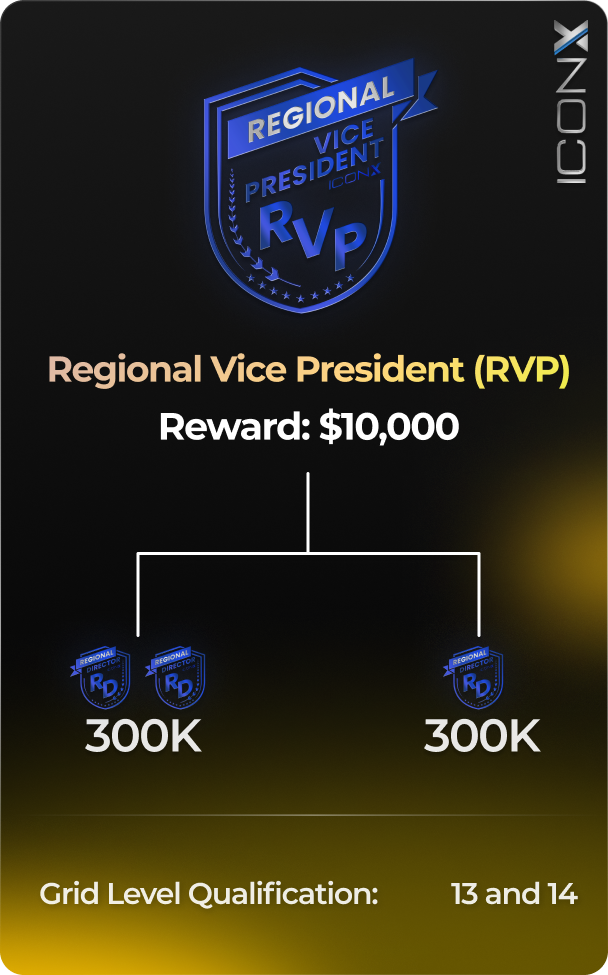 ICONX
REGIONAL
VICE
PRESIDENT
ICONX
RVP
Regional Vice President (RVP)
Reward: $10,000
REGIONAL
DIRECTOR
RD
REGIONAL
DIRECTOR
RD
REGIONAL
DIRECTOR
RD
300K
300K
Grid Level Qualification: 13 and 14